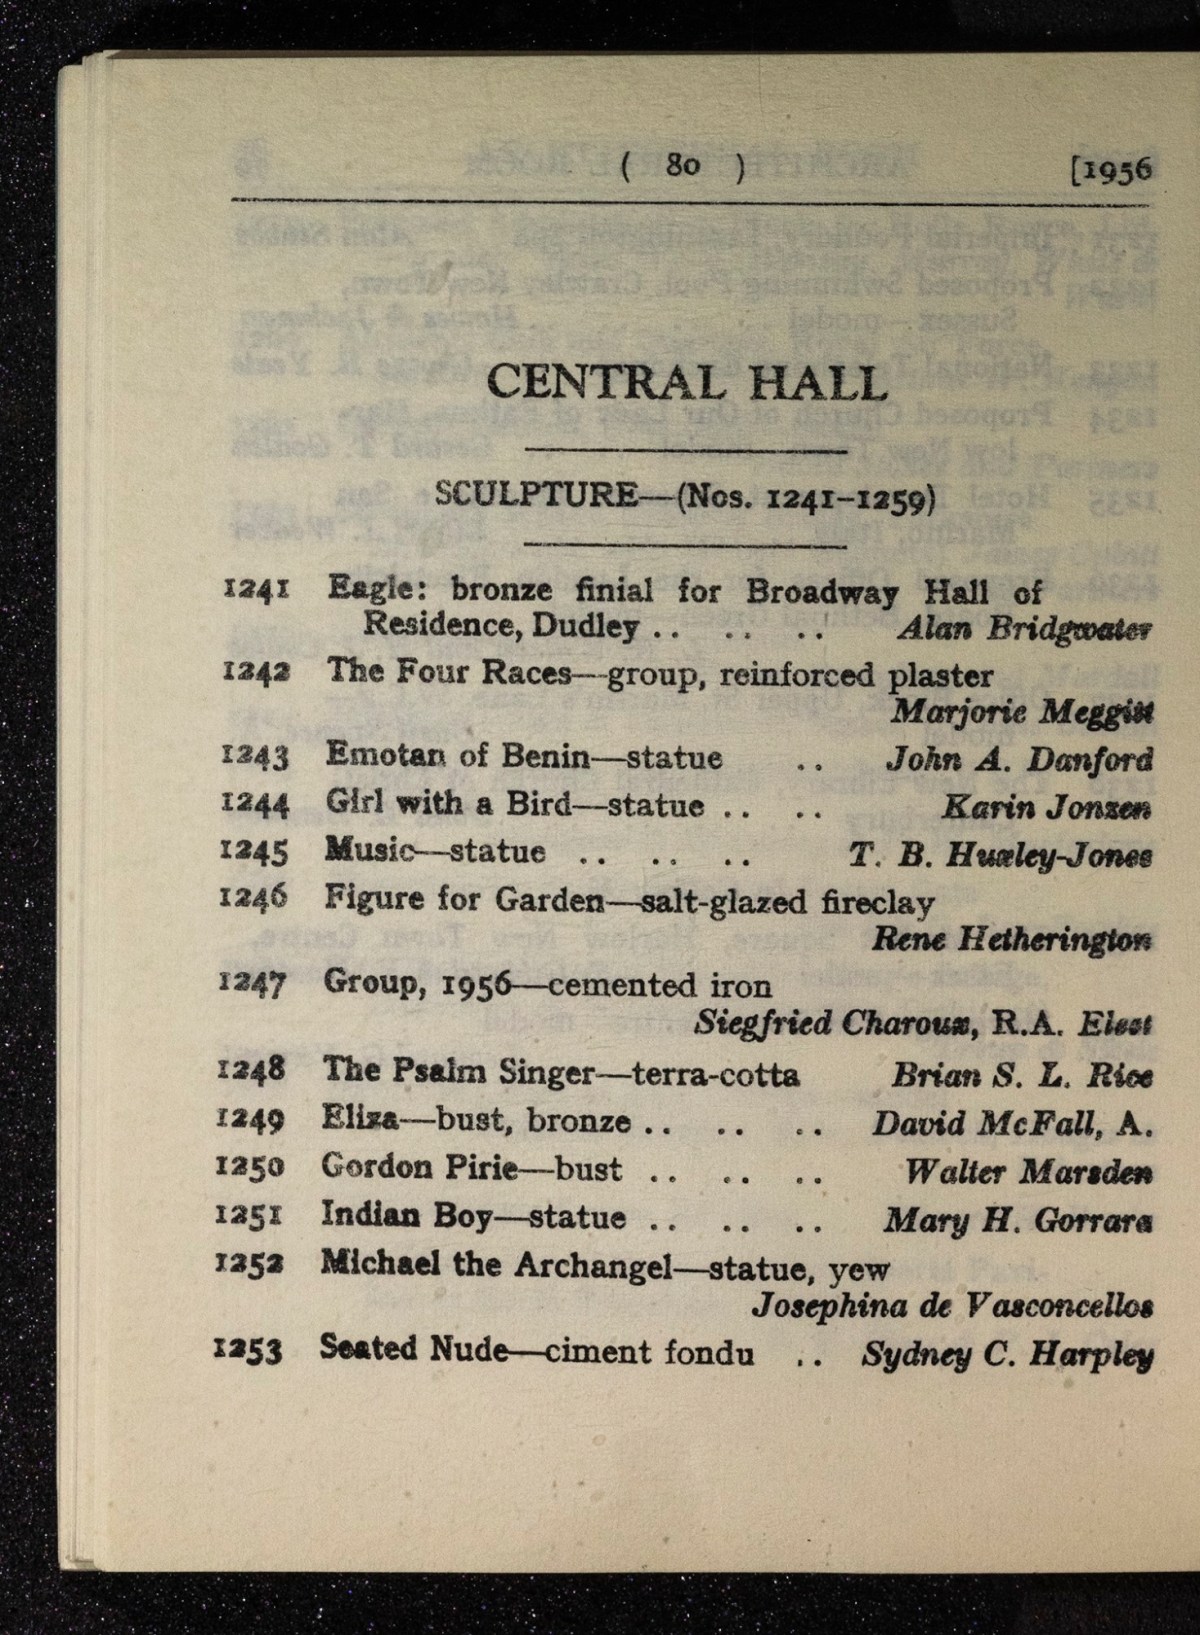 ( 80 )
[1956
CENTRAL HALL
SCULPTURE—(Nos. 1241–1259)
1241 Eagle: bronze finial for Broadway Hall of
Residence, Dudley .. .. .. Alan Bridgwater
1242 The Four Races—group, reinforced plaster
Marjorie Meggitt
1243 Emotan of Benin—statue .. John A. Danford
1244 Girl with a Bird—statue .. .. Karin Jonzen
1245 Music—statue .. .. .. T. B. Huxley-Jones
1246 Figure for Garden—salt-glazed fireclay
Rene Hetherington
1247 Group, 1956—cemented iron
Siegfried Charoux, R.A. Elect
1248 The Psalm Singer—terra-cotta Brian S. L. Rice
1249 Eliza—bust, bronze .. .. .. David McFall, A.
1250 Gordon Pirie—bust .. .. .. Walter Marsden
1251 Indian Boy—statue .. .. .. Mary H. Gorrara
1252 Michael the Archangel—statue, yew
Josephina de Vasconcellos
1253 Seated Nude—ciment fondu .. Sydney C. Harpley